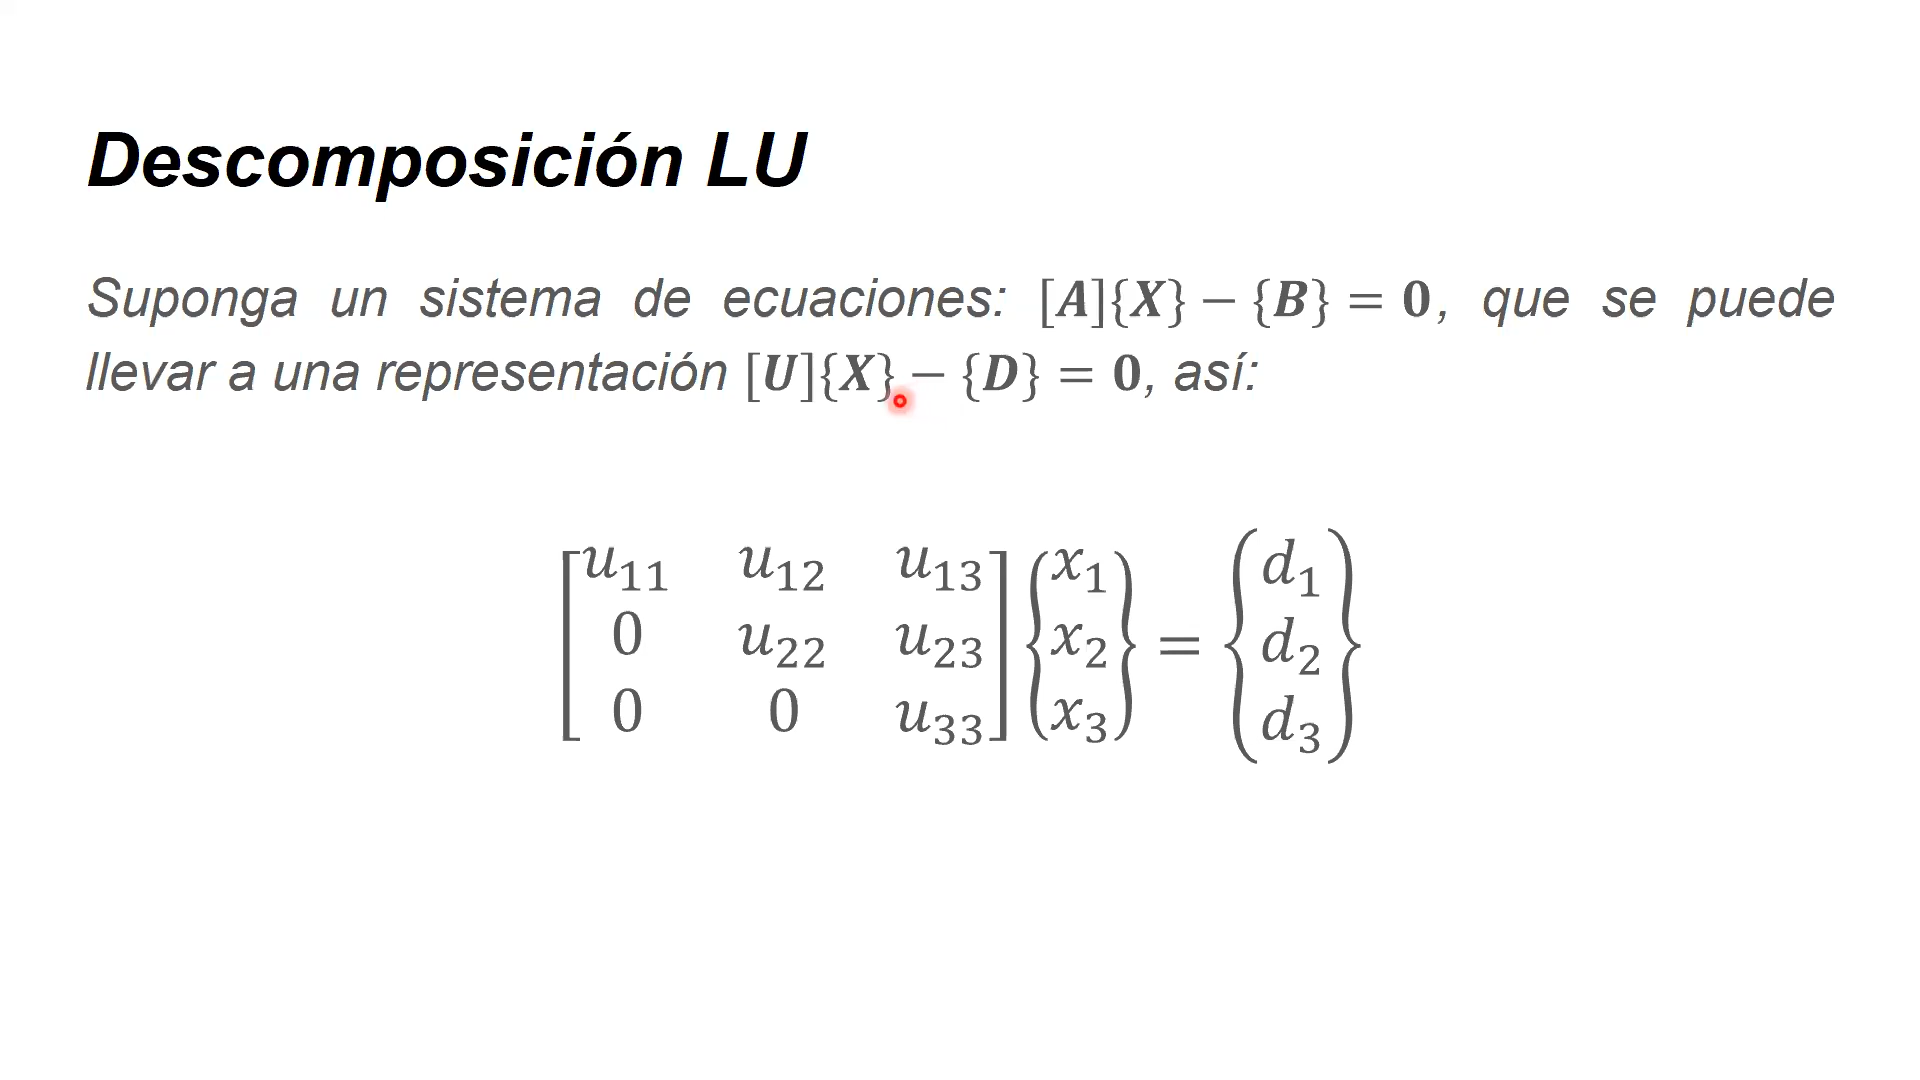 Descomposición LU
Suponga un sistema de ecuaciones: [A]{X} − {B} = 0, que se puede
llevar a una representación [U]{X} − {D} = 0, así:
[u₁₁ u₁₂ u₁₃] {x₁} {d₁}
[0 u₂₂ u₂₃] {x₂} = {d₂}
[0 0 u₃₃] {x₃} {d₃}